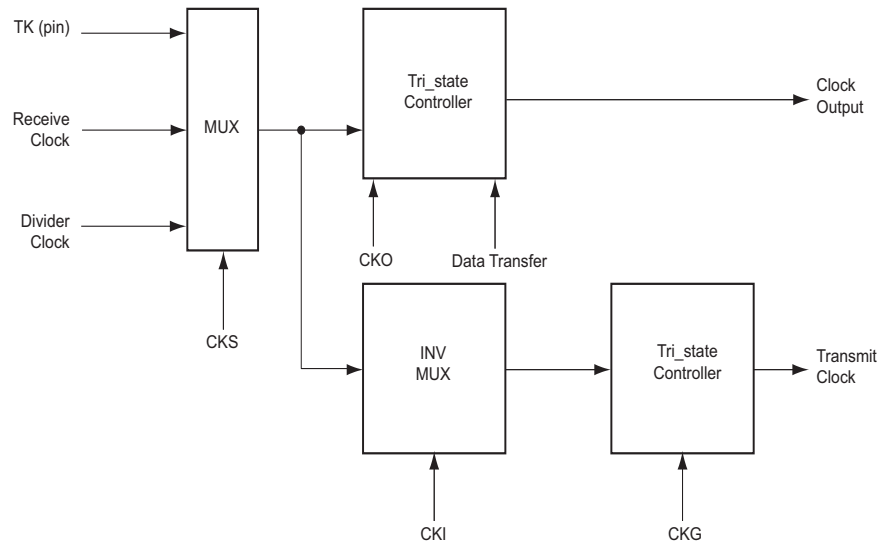 TK (pin)
Receive
Clock
Divider
Clock
MUX
CKS
Tri_state
Controller
CKO
Data Transfer
Clock
Output
INV
MUX
CKI
Tri_state
Controller
CKG
Transmit
Clock